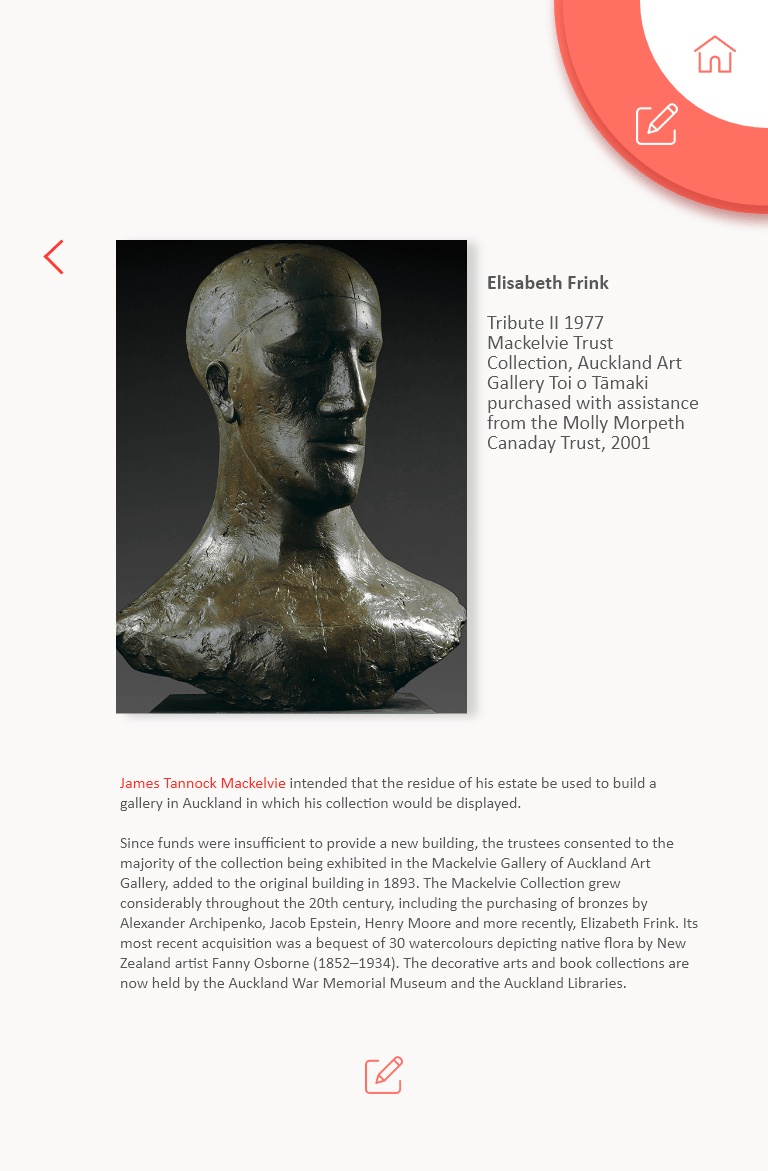 Elisabeth Frink
Tribute II 1977
Mackelvie Trust
Collection, Auckland Art
Gallery Toi o Tāmaki
purchased with assistance
from the Molly Morpeth
Canaday Trust, 2001
James Tannock Mackelvie intended that the residue of his estate be used to build a
gallery in Auckland in which his collection would be displayed.
Since funds were insufficient to provide a new building, the trustees consented to the
majority of the collection being exhibited in the Mackelvie Gallery of Auckland Art
Gallery, added to the original building in 1893. The Mackelvie Collection grew
considerably throughout the 20th century, including the purchasing of bronzes by
Alexander Archipenko, Jacob Epstein, Henry Moore and more recently, Elizabeth Frink. Its
most recent acquisition was a bequest of 30 watercolours depicting native flora by New
Zealand artist Fanny Osborne (1852–1934). The decorative arts and book collections are
now held by the Auckland War Memorial Museum and the Auckland Libraries.